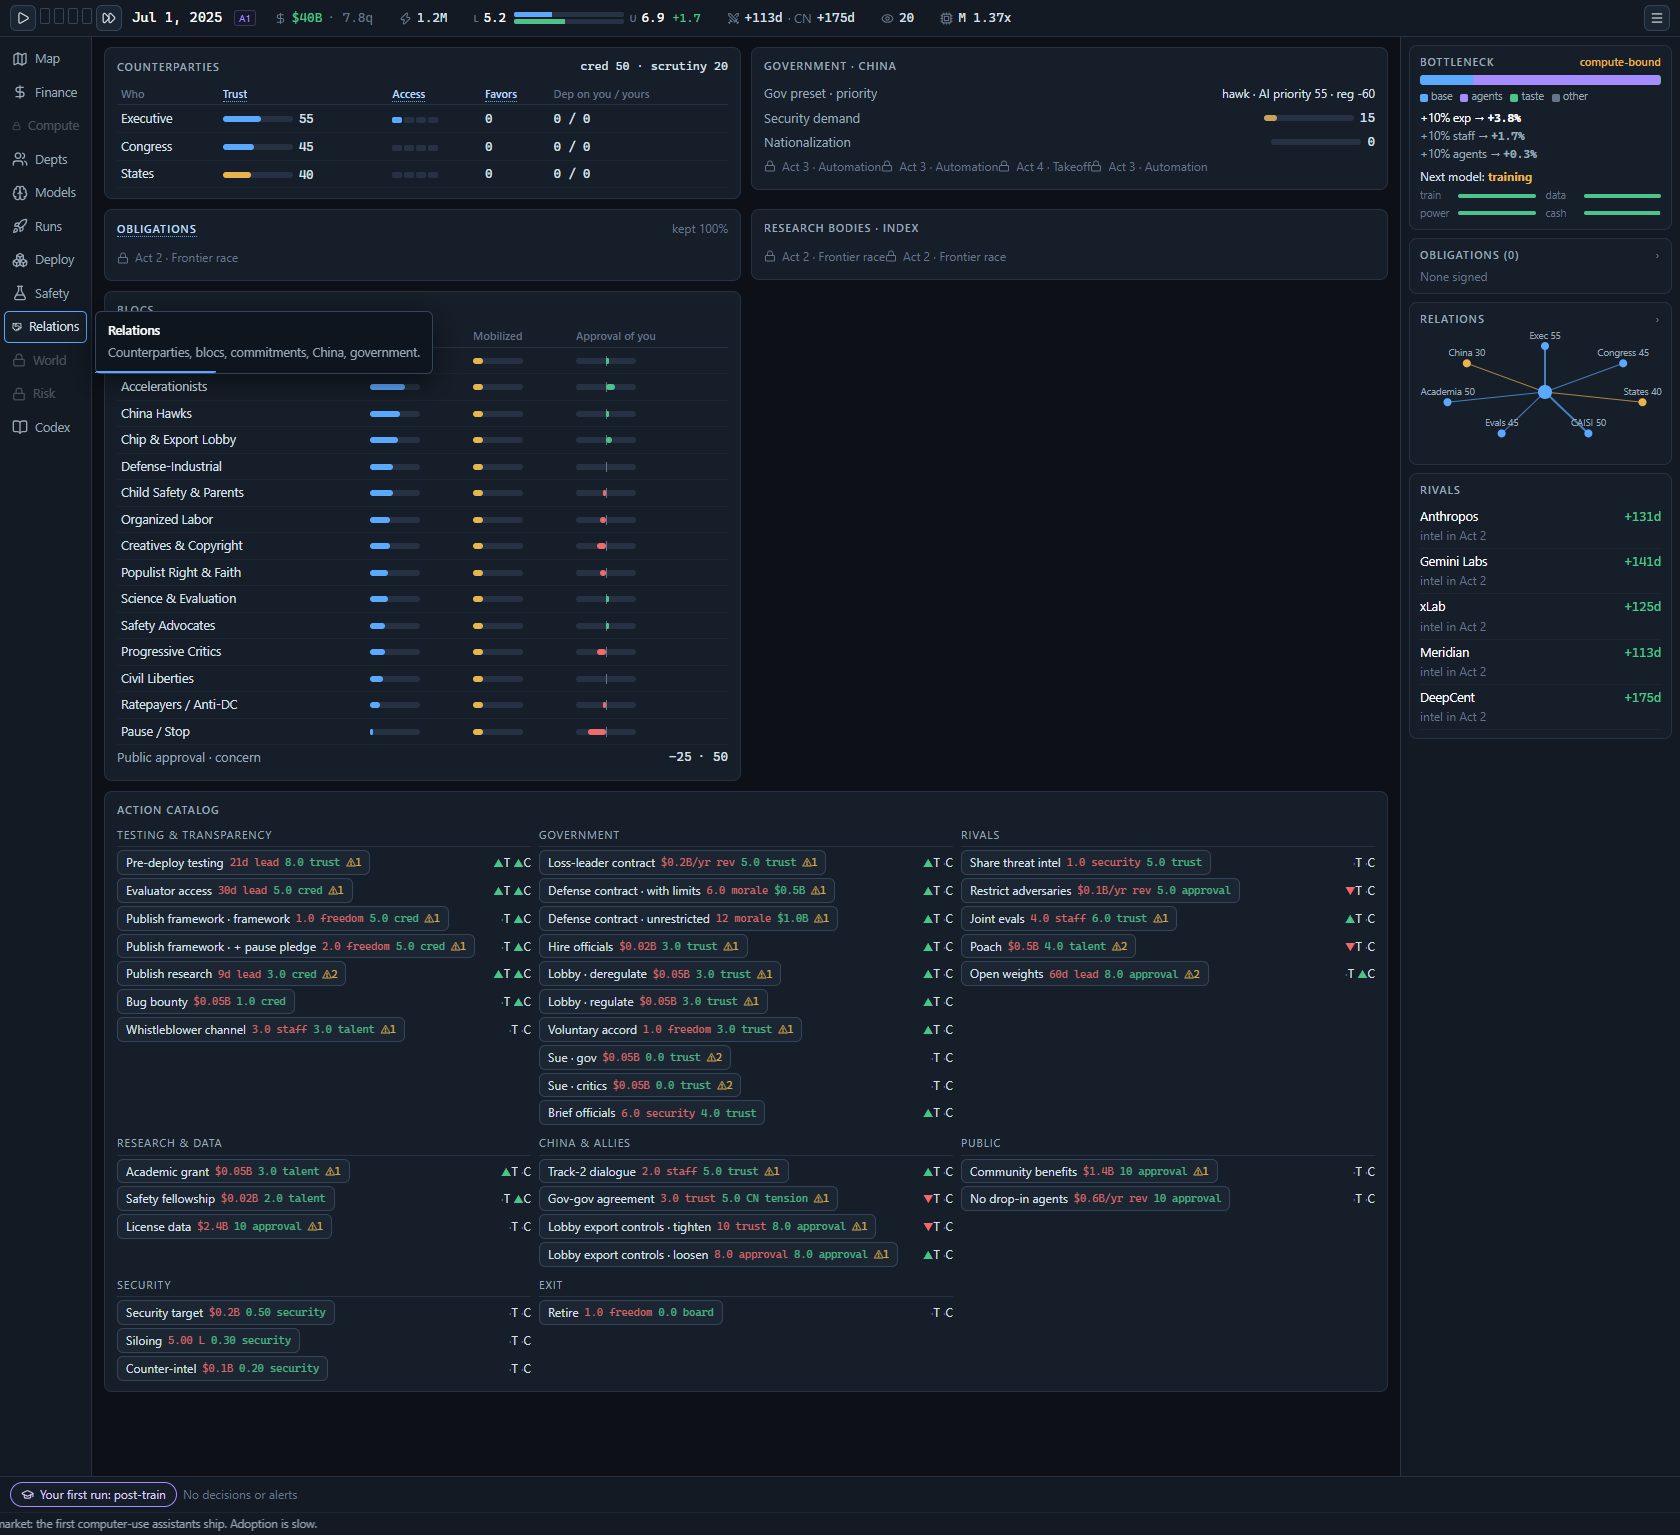 Jul 1, 2025 A1 $ $40B · 7.8q 1.2M L 5.2 U 6.9 +1.7 +113d · CN +175d 20 M 1.37x
Map
Finance
Compute
Depts
Models
Runs
Deploy
Safety
Relations
World
Risk
Codex
COUNTERPARTIES cred 50 · scrutiny 20
Who Trust Access Favors Dep on you / yours
Executive 55 0 0 / 0
Congress 45 0 0 / 0
States 40 0 0 / 0
GOVERNMENT · CHINA
Gov preset · priority hawk · AI priority 55 · reg -60
Security demand 15
Nationalization 0
Act 3 · Automation Act 3 · Automation Act 4 · Takeoff Act 3 · Automation
OBLIGATIONS kept 100%
Act 2 · Frontier race
RESEARCH BODIES · INDEX
Act 2 · Frontier race Act 2 · Frontier race
BLOCS
Relations
Counterparties, blocs, commitments, China, government.
Mobilized Approval of you
Accelerationists
China Hawks
Chip & Export Lobby
Defense-Industrial
Child Safety & Parents
Organized Labor
Creatives & Copyright
Populist Right & Faith
Science & Evaluation
Safety Advocates
Progressive Critics
Civil Liberties
Ratepayers / Anti-DC
Pause / Stop
Public approval · concern −25 · 50
ACTION CATALOG
TESTING & TRANSPARENCY
Pre-deploy testing 21d lead 8.0 trust ⚠1 ▲T ▲C
Evaluator access 30d lead 5.0 cred ⚠1 ▲T ▲C
Publish framework · framework 1.0 freedom 5.0 cred ⚠1 ·T ▲C
Publish framework · + pause pledge 2.0 freedom 5.0 cred ⚠1 ·T ▲C
Publish research 9d lead 3.0 cred ⚠2 ▲T ▲C
Bug bounty $0.05B 1.0 cred ·T ▲C
Whistleblower channel 3.0 staff 3.0 talent ⚠1 ·T ·C
GOVERNMENT
Loss-leader contract $0.2B/yr rev 5.0 trust ⚠1 ▲T ·C
Defense contract · with limits 6.0 morale $0.5B ⚠1 ▲T ·C
Defense contract · unrestricted 12 morale $1.0B ⚠1 ▲T ·C
Hire officials $0.02B 3.0 trust ⚠1 ▲T ·C
Lobby · deregulate $0.05B 3.0 trust ⚠1 ▲T ·C
Lobby · regulate $0.05B 3.0 trust ⚠1 ▲T ·C
Voluntary accord 1.0 freedom 3.0 trust ⚠1 ▲T ·C
Sue · gov $0.05B 0.0 trust ⚠2 ·T ·C
Sue · critics $0.05B 0.0 trust ⚠2 ·T ·C
Brief officials 6.0 security 4.0 trust ▲T ·C
RIVALS
Share threat intel 1.0 security 5.0 trust ·T ·C
Restrict adversaries $0.1B/yr rev 5.0 approval ▼T ·C
Joint evals 4.0 staff 6.0 trust ⚠1 ▲T ·C
Poach $0.5B 4.0 talent ⚠2 ▼T ·C
Open weights 60d lead 8.0 approval ⚠2 ·T ▲C
RESEARCH & DATA
Academic grant $0.05B 3.0 talent ⚠1 ▲T ·C
Safety fellowship $0.02B 2.0 talent ·T ▲C
License data $2.4B 10 approval ⚠1 ·T ·C
CHINA & ALLIES
Track-2 dialogue 2.0 staff 5.0 trust ⚠1 ▲T ·C
Gov-gov agreement 3.0 trust 5.0 CN tension ⚠1 ▼T ·C
Lobby export controls · tighten 10 trust 8.0 approval ⚠1 ▼T ·C
Lobby export controls · loosen 8.0 approval 8.0 approval ⚠1 ▲T ·C
PUBLIC
Community benefits $1.4B 10 approval ⚠1 ·T ·C
No drop-in agents $0.6B/yr rev 10 approval ·T ·C
SECURITY
Security target $0.2B 0.50 security ·T ·C
Siloing 5.00 L 0.30 security ·T ·C
Counter-intel $0.1B 0.20 security ·T ·C
EXIT
Retire 1.0 freedom 0.0 board ·T ·C
BOTTLENECK compute-bound
base agents taste other
+10% exp → +3.8%
+10% staff → +1.7%
+10% agents → +0.3%
Next model: training
train data
power cash
OBLIGATIONS (0) ›
None signed
RELATIONS ›
Exec 55
China 30 Congress 45
Academia 50 States 40
Evals 45 CAISI 50
RIVALS
Anthropos +131d
intel in Act 2
Gemini Labs +141d
intel in Act 2
xLab +125d
intel in Act 2
Meridian +113d
intel in Act 2
DeepCent +175d
intel in Act 2
Your first run: post-train No decisions or alerts
market: the first computer-use assistants ship. Adoption is slow.